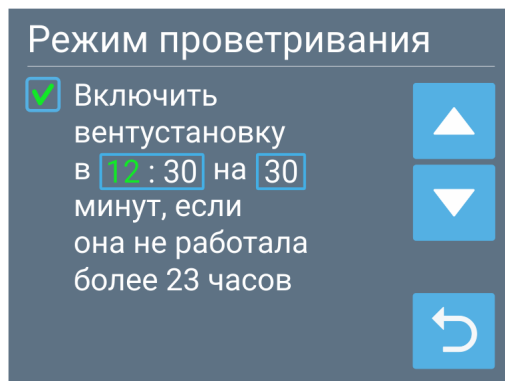 Режим проветривания
Включить
вентустановку
в 12 : 30 на 30
минут, если
она не работала
более 23 часов